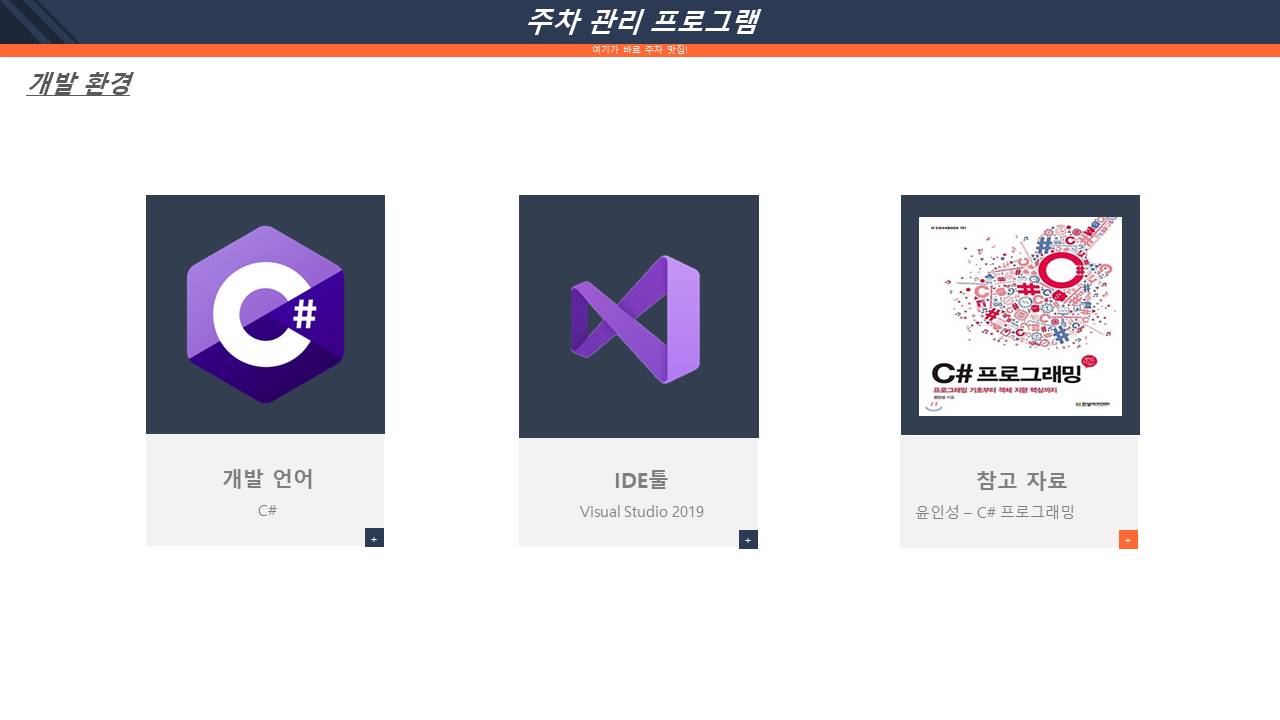 주차 관리 프로그램
여기가 바로 주차 맛집!
개발 환경
C#
C# 프로그래밍
프로그래밍 기초부터 객체 지향 핵심까지
개발 언어
C#
+
IDE툴
Visual Studio 2019
+
참고 자료
윤인성 – C# 프로그래밍
+